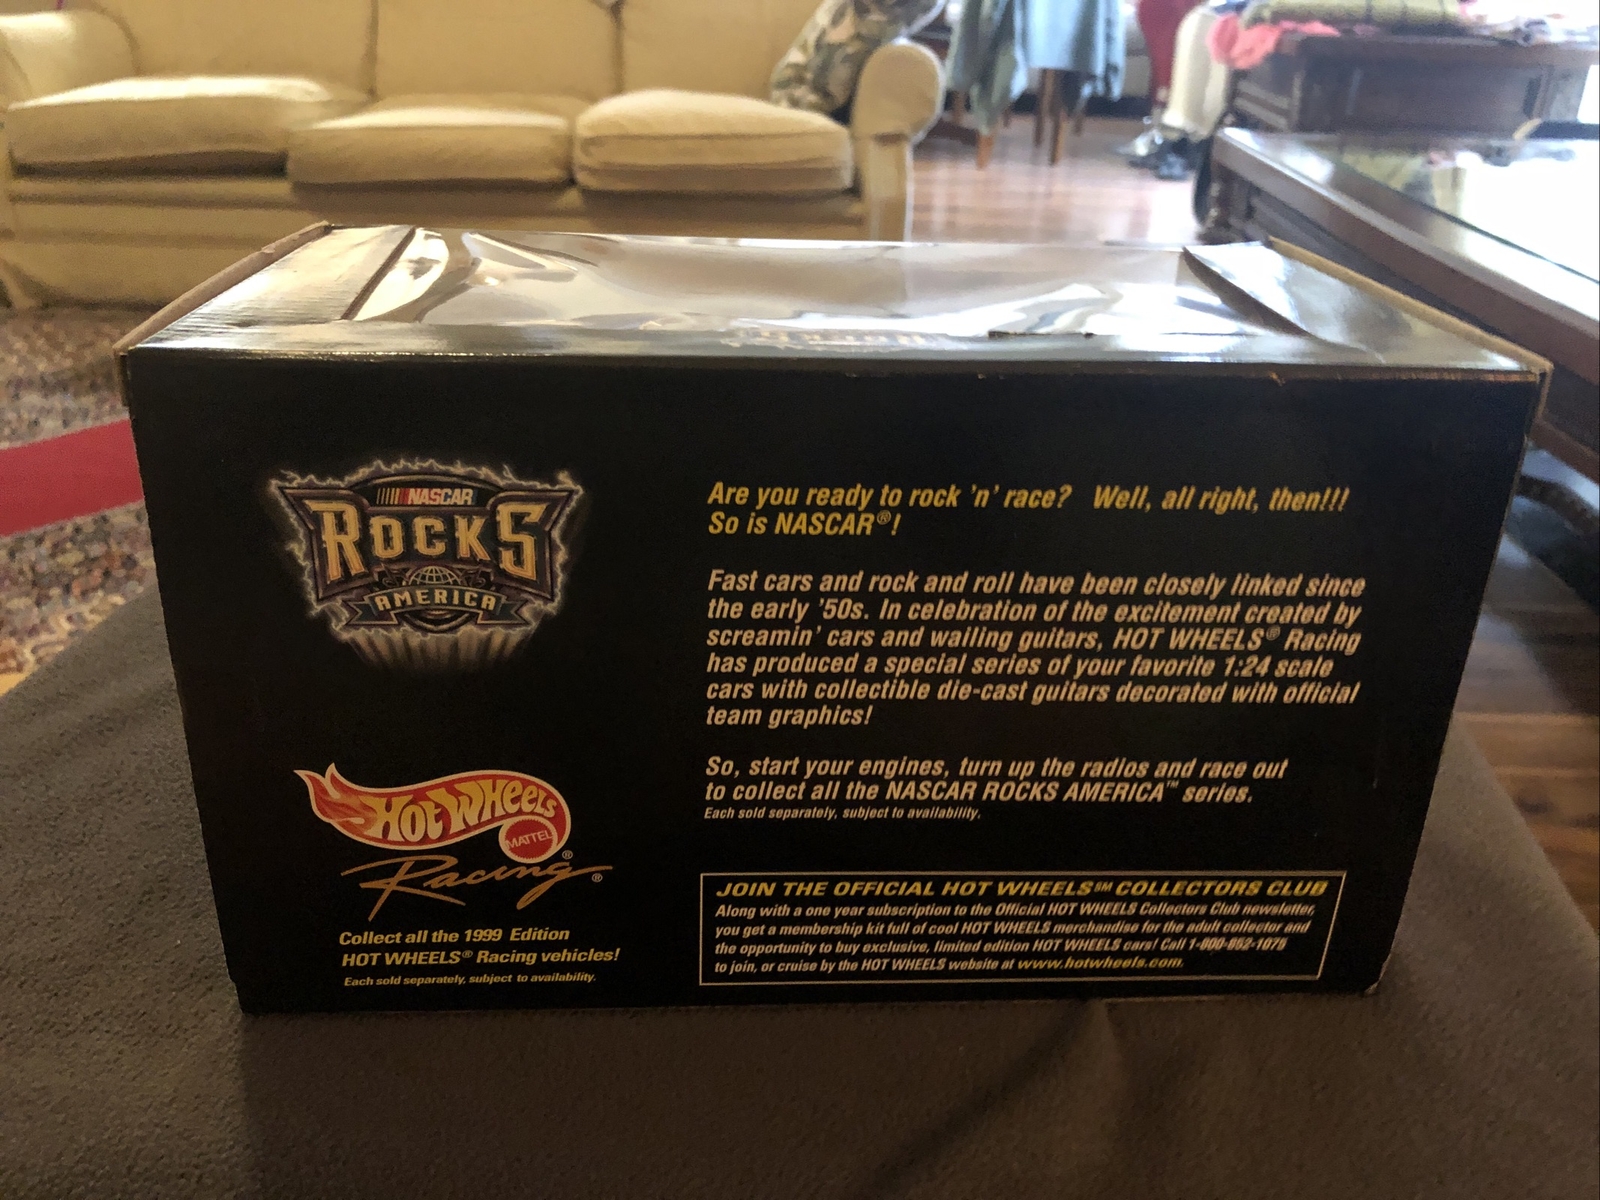 NASCAR
ROCKS
AMERICA
Are you ready to rock 'n' race? Well, all right, then!!!
So is NASCAR®!
Fast cars and rock and roll have been closely linked since
the early '50s. In celebration of the excitement created by
screamin' cars and wailing guitars, HOT WHEELS® Racing
has produced a special series of your favorite 1:24 scale
cars with collectible die-cast guitars decorated with official
team graphics!
So, start your engines, turn up the radios and race out
to collect all the NASCAR ROCKS AMERICA™ series.
Each sold separately, subject to availability.
Hot Wheels
MATTEL
®
Racing®
Collect all the 1999 Edition
HOT WHEELS® Racing vehicles!
Each sold separately, subject to availability.
JOIN THE OFFICIAL HOT WHEELS℠ COLLECTORS CLUB
Along with a one year subscription to the Official HOT WHEELS Collectors Club newsletter,
you get a membership kit full of cool HOT WHEELS merchandise for the adult collector and
the opportunity to buy exclusive, limited edition HOT WHEELS cars! Call 1-800-852-1075
to join, or cruise by the HOT WHEELS website at www.hotwheels.com.